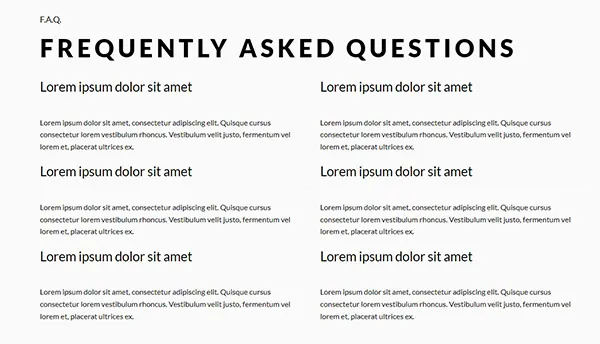 F.A.Q.
FREQUENTLY ASKED QUESTIONS
Lorem ipsum dolor sit amet
Lorem ipsum dolor sit amet, consectetur adipiscing elit. Quisque cursus
consectetur lorem vestibulum rhoncus. Vestibulum velit justo, fermentum vel
lorem et, placerat ultrices ex.
Lorem ipsum dolor sit amet
Lorem ipsum dolor sit amet, consectetur adipiscing elit. Quisque cursus
consectetur lorem vestibulum rhoncus. Vestibulum velit justo, fermentum vel
lorem et, placerat ultrices ex.
Lorem ipsum dolor sit amet
Lorem ipsum dolor sit amet, consectetur adipiscing elit. Quisque cursus
consectetur lorem vestibulum rhoncus. Vestibulum velit justo, fermentum vel
lorem et, placerat ultrices ex.
Lorem ipsum dolor sit amet
Lorem ipsum dolor sit amet, consectetur adipiscing elit. Quisque cursus
consectetur lorem vestibulum rhoncus. Vestibulum velit justo, fermentum vel
lorem et, placerat ultrices ex.
Lorem ipsum dolor sit amet
Lorem ipsum dolor sit amet, consectetur adipiscing elit. Quisque cursus
consectetur lorem vestibulum rhoncus. Vestibulum velit justo, fermentum vel
lorem et, placerat ultrices ex.
Lorem ipsum dolor sit amet
Lorem ipsum dolor sit amet, consectetur adipiscing elit. Quisque cursus
consectetur lorem vestibulum rhoncus. Vestibulum velit justo, fermentum vel
lorem et, placerat ultrices ex.